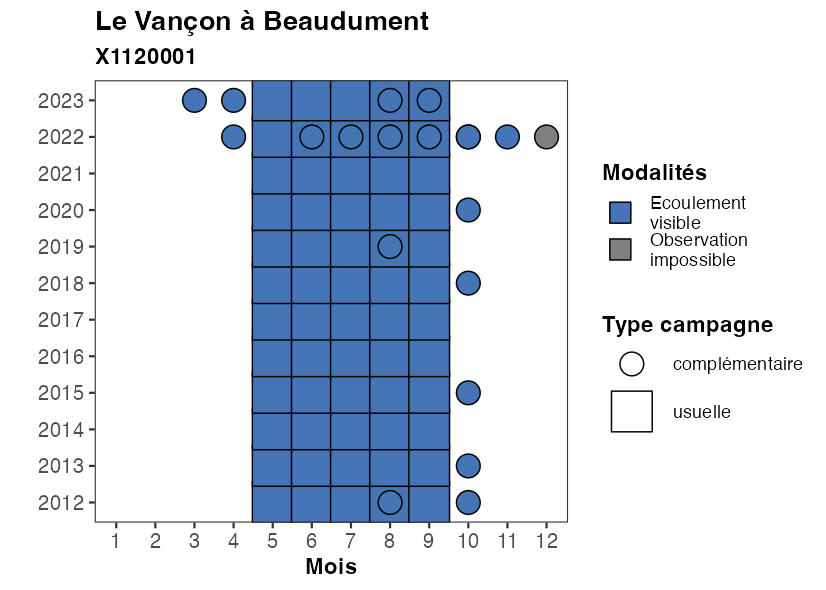 Le Vançon à Beaudument
X1120001
2023
2022
2021
2020
2019
2018
2017
2016
2015
2014
2013
2012
1 2 3 4 5 6 7 8 9 10 11 12
Mois
Modalités
Ecoulement
visible
Observation
impossible
Type campagne
complémentaire
usuelle